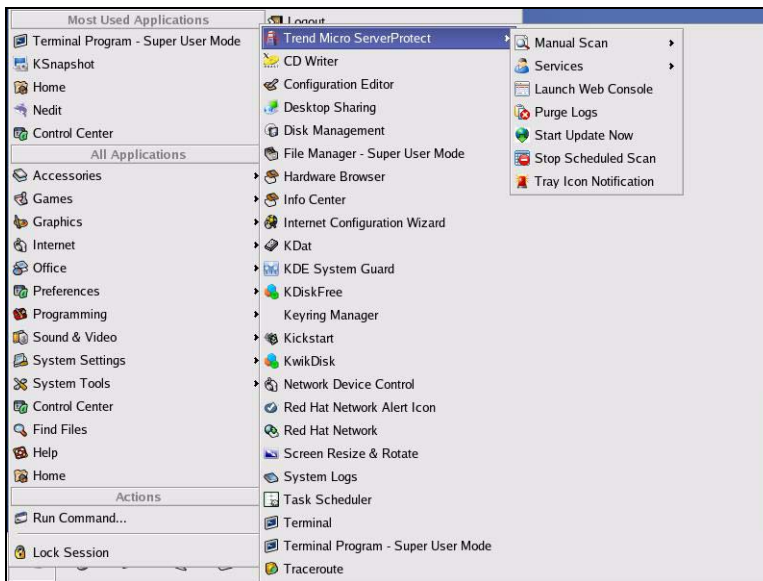 Most Used Applications
Terminal Program - Super User Mode
KSnapshot
Home
Nedit
Control Center
All Applications
Accessories
Games
Graphics
Internet
Office
Preferences
Programming
Sound & Video
System Settings
System Tools
Control Center
Find Files
Help
Home
Actions
Run Command...
Lock Session
Logout
Trend Micro ServerProtect
CD Writer
Configuration Editor
Desktop Sharing
Disk Management
File Manager - Super User Mode
Hardware Browser
Info Center
Internet Configuration Wizard
KDat
KDE System Guard
KDiskFree
Keyring Manager
Kickstart
KwikDisk
Network Device Control
Red Hat Network Alert Icon
Red Hat Network
Screen Resize & Rotate
System Logs
Task Scheduler
Terminal
Terminal Program - Super User Mode
Traceroute
Manual Scan
Services
Launch Web Console
Purge Logs
Start Update Now
Stop Scheduled Scan
Tray Icon Notification